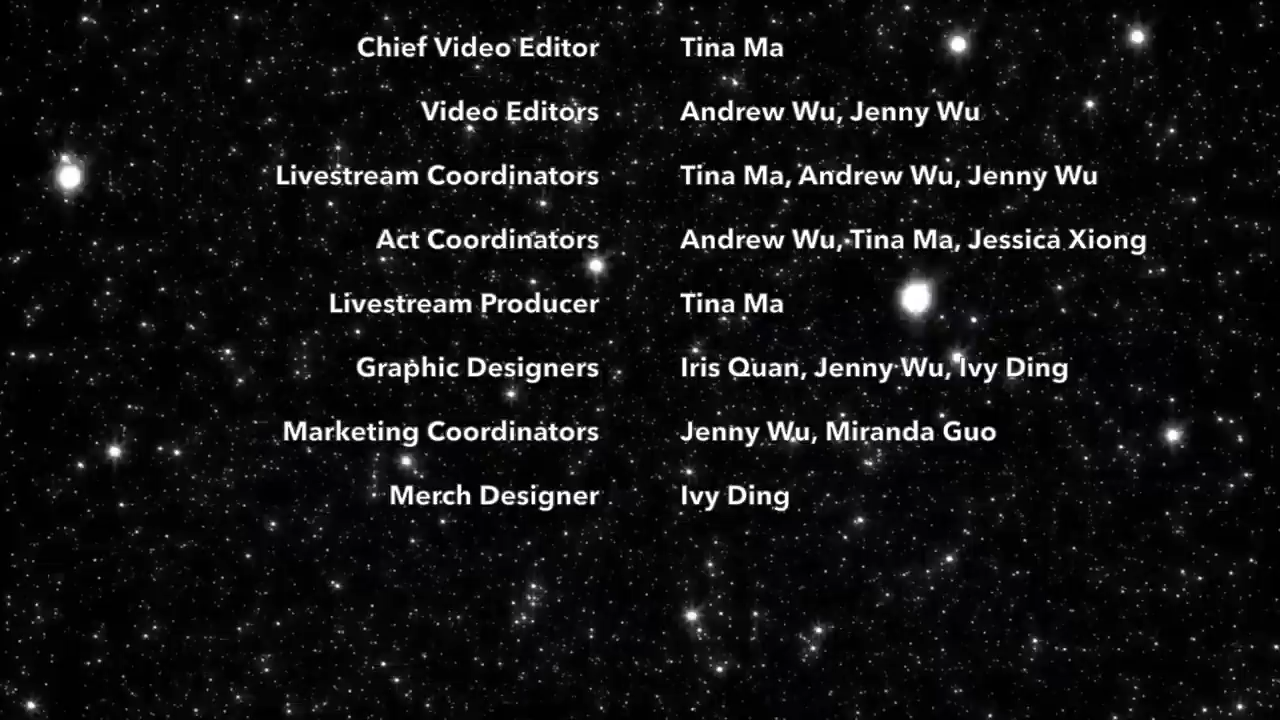 Chief Video Editor Tina Ma
Video Editors Andrew Wu, Jenny Wu
Livestream Coordinators Tina Ma, Andrew Wu, Jenny Wu
Act Coordinators Andrew Wu, Tina Ma, Jessica Xiong
Livestream Producer Tina Ma
Graphic Designers Iris Quan, Jenny Wu, Ivy Ding
Marketing Coordinators Jenny Wu, Miranda Guo
Merch Designer Ivy Ding